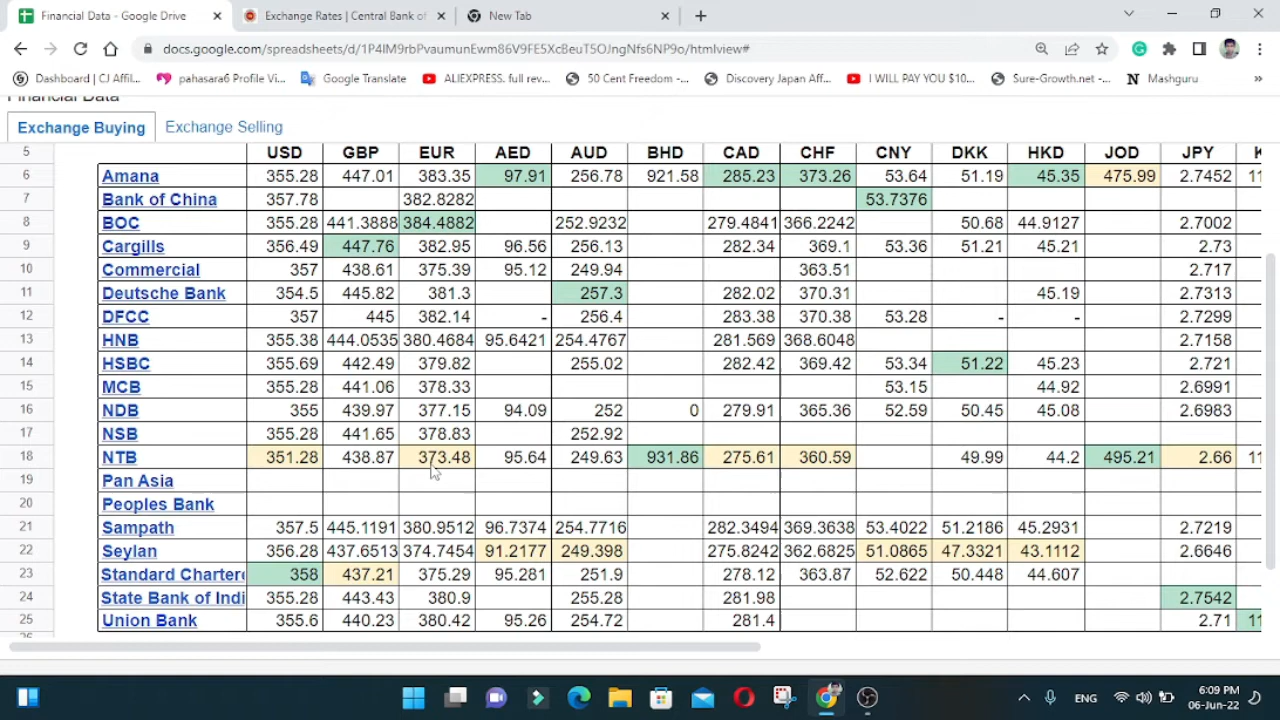 Financial Data - Google Drive
Exchange Rates | Central Bank of
New Tab
docs.google.com/spreadsheets/d/1P4lM9rbPvaumunEwm86V9FE5XcBeuT5OJngNfs6NP9o/htmlview#
Dashboard | CJ Affil... pahasara6 Profile Vi... Google Translate ALIEXPRESS. full rev... 50 Cent Freedom -... Discovery Japan Aff... I WILL PAY YOU $10... Sure-Growth.net -... Mashguru »
Financial Data
Exchange Buying Exchange Selling
5 USD GBP EUR AED AUD BHD CAD CHF CNY DKK HKD JOD JPY K
6 Amana 355.28 447.01 383.35 97.91 256.78 921.58 285.23 373.26 53.64 51.19 45.35 475.99 2.7452 11
7 Bank of China 357.78 382.8282 53.7376
8 BOC 355.28 441.3888 384.4882 252.9232 279.4841 366.2242 50.68 44.9127 2.7002
9 Cargills 356.49 447.76 382.95 96.56 256.13 282.34 369.1 53.36 51.21 45.21 2.73
10 Commercial 357 438.61 375.39 95.12 249.94 363.51 2.717
11 Deutsche Bank 354.5 445.82 381.3 257.3 282.02 370.31 45.19 2.7313
12 DFCC 357 445 382.14 - 256.4 283.38 370.38 53.28 - - 2.7299
13 HNB 355.38 444.0535 380.4684 95.6421 254.4767 281.569 368.6048 2.7158
14 HSBC 355.69 442.49 379.82 255.02 282.42 369.42 53.34 51.22 45.23 2.721
15 MCB 355.28 441.06 378.33 53.15 44.92 2.6991
16 NDB 355 439.97 377.15 94.09 252 0 279.91 365.36 52.59 50.45 45.08 2.6983
17 NSB 355.28 441.65 378.83 252.92
18 NTB 351.28 438.87 373.48 95.64 249.63 931.86 275.61 360.59 49.99 44.2 495.21 2.66 11
19 Pan Asia
20 Peoples Bank
21 Sampath 357.5 445.1191 380.9512 96.7374 254.7716 282.3494 369.3638 53.4022 51.2186 45.2931 2.7219
22 Seylan 356.28 437.6513 374.7454 91.2177 249.398 275.8242 362.6825 51.0865 47.3321 43.1112 2.6646
23 Standard Chartere 358 437.21 375.29 95.281 251.9 278.12 363.87 52.622 50.448 44.607
24 State Bank of Indi 355.28 443.43 380.9 255.28 281.98 2.7542
25 Union Bank 355.6 440.23 380.42 95.26 254.72 281.4 2.71 11
ENG
6:09 PM
06-Jun-22